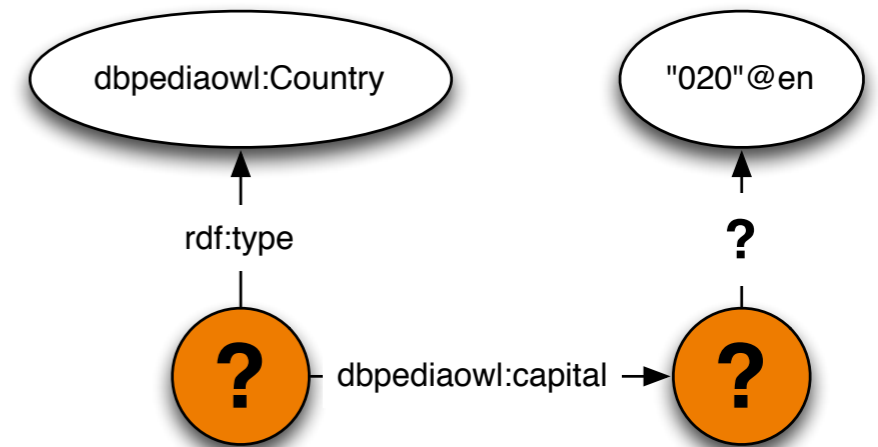 dbpediaowl:Country
"020"@en
rdf:type
?
?
dbpediaowl:capital
?